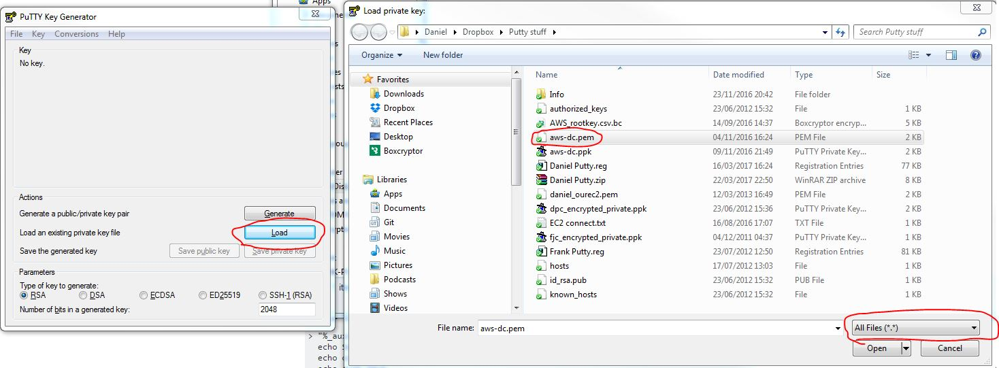 Apps
PuTTY Key Generator
File Key Conversions Help
Key
No key.
Actions
Generate a public/private key pair
Generate
Load an existing private key file
Load
Save the generated key
Save public key
Save private key
Parameters
Type of key to generate:
RSA DSA ECDSA ED25519 SSH-1 (RSA)
Number of bits in a generated key:
2048
Load private key:
Daniel Dropbox Putty stuff
Search Putty stuff
Organize New folder
Favorites
Downloads
Dropbox
Recent Places
Desktop
Boxcryptor
Libraries
Apps
Documents
Git
Movies
Music
Pictures
Podcasts
Shows
Videos
Name Date modified Type Size
Info 23/11/2016 20:42 File folder
authorized_keys 23/06/2012 15:32 File 1 KB
AWS_rootkey.csv.bc 14/09/2016 14:37 Boxcryptor encryp... 5 KB
aws-dc.pem 04/11/2016 16:24 PEM File 2 KB
aws-dc.ppk 09/11/2016 21:49 PuTTY Private Key... 2 KB
Daniel Putty.reg 16/03/2017 16:24 Registration Entries 77 KB
Daniel Putty.zip 22/03/2017 22:50 WinRAR ZIP archive 8 KB
daniel_ourec2.pem 12/03/2013 16:49 PEM File 2 KB
dpc_encrypted_private.ppk 23/06/2012 15:36 PuTTY Private Key... 2 KB
EC2 connect.txt 16/08/2016 17:07 TXT File 1 KB
fjc_encrypted_private.ppk 04/12/2011 04:37 PuTTY Private Key... 2 KB
Frank Putty.reg 23/07/2012 12:50 Registration Entries 81 KB
hosts 17/07/2012 13:03 File 1 KB
id_rsa.pub 23/06/2012 15:32 PUB File 1 KB
known_hosts 23/06/2012 15:32 File 1 KB
File name: aws-dc.pem
All Files (*.*)
Open Cancel
> "%_au
echo
echo
echo